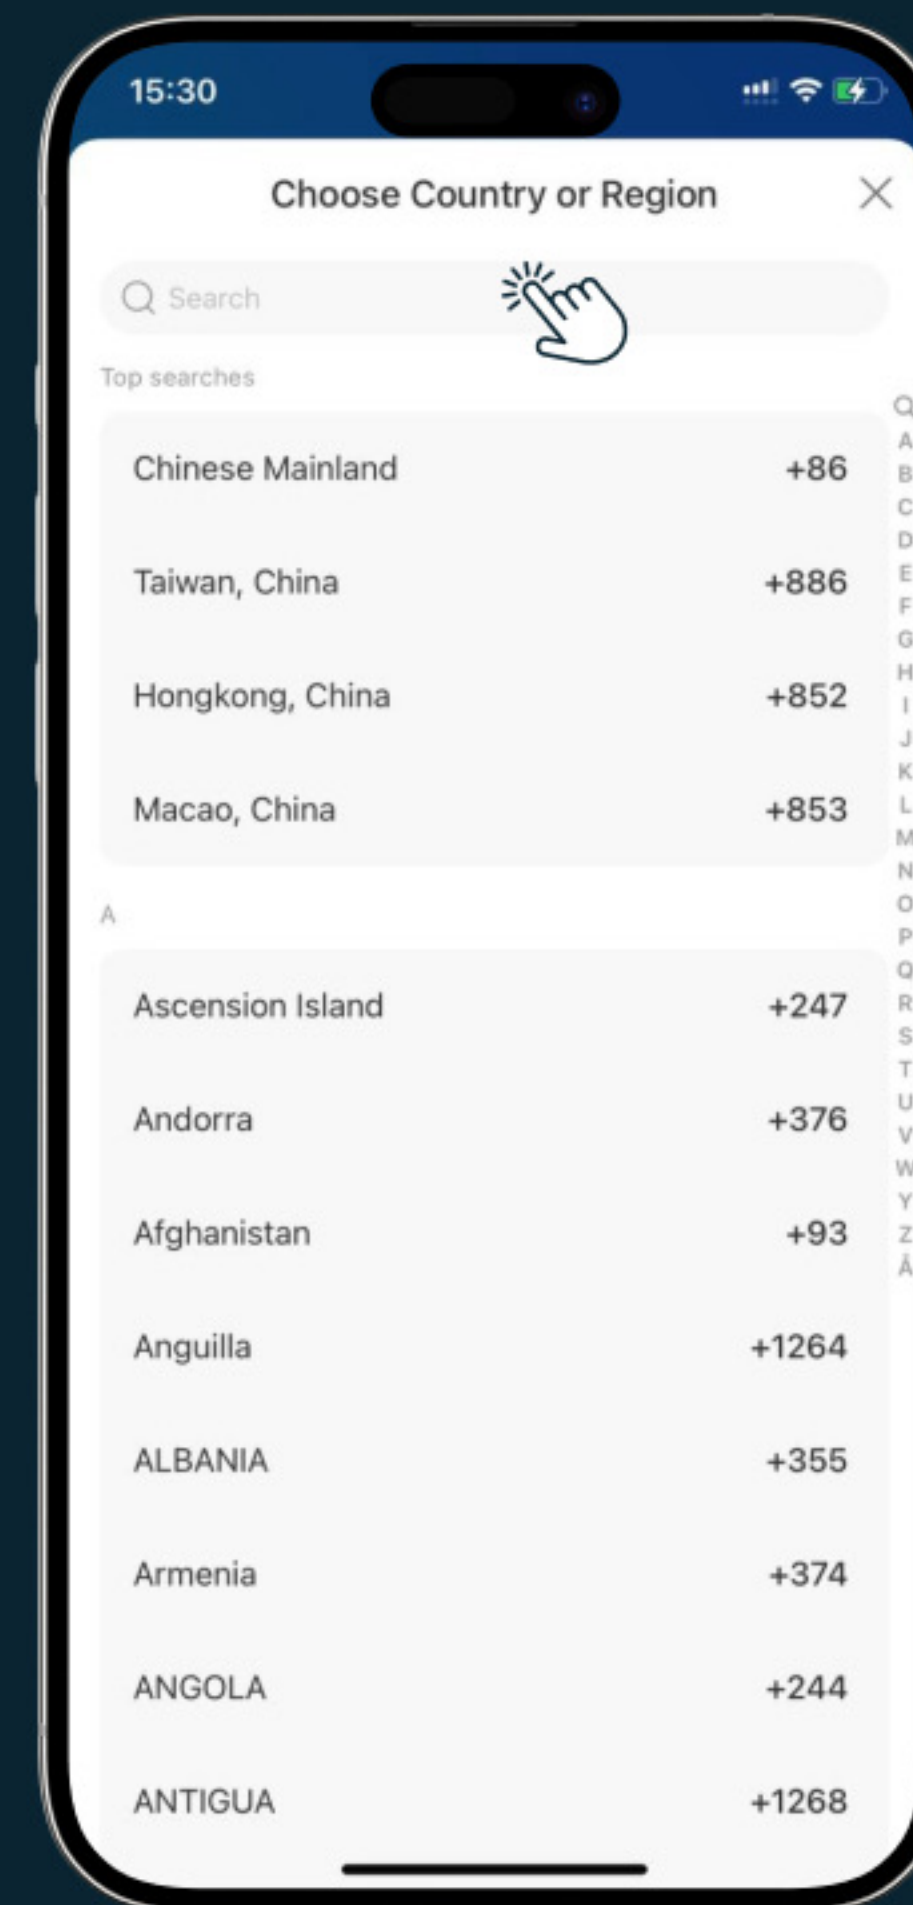 15:30
Choose Country or Region
Search
Top searches
Chinese Mainland +86
Taiwan, China +886
Hongkong, China +852
Macao, China +853
A
Ascension Island +247
Andorra +376
Afghanistan +93
Anguilla +1264
ALBANIA +355
Armenia +374
ANGOLA +244
ANTIGUA +1268
A
B
C
D
E
F
G
H
I
J
K
L
M
N
O
P
Q
R
S
T
U
V
W
Y
Z
Å